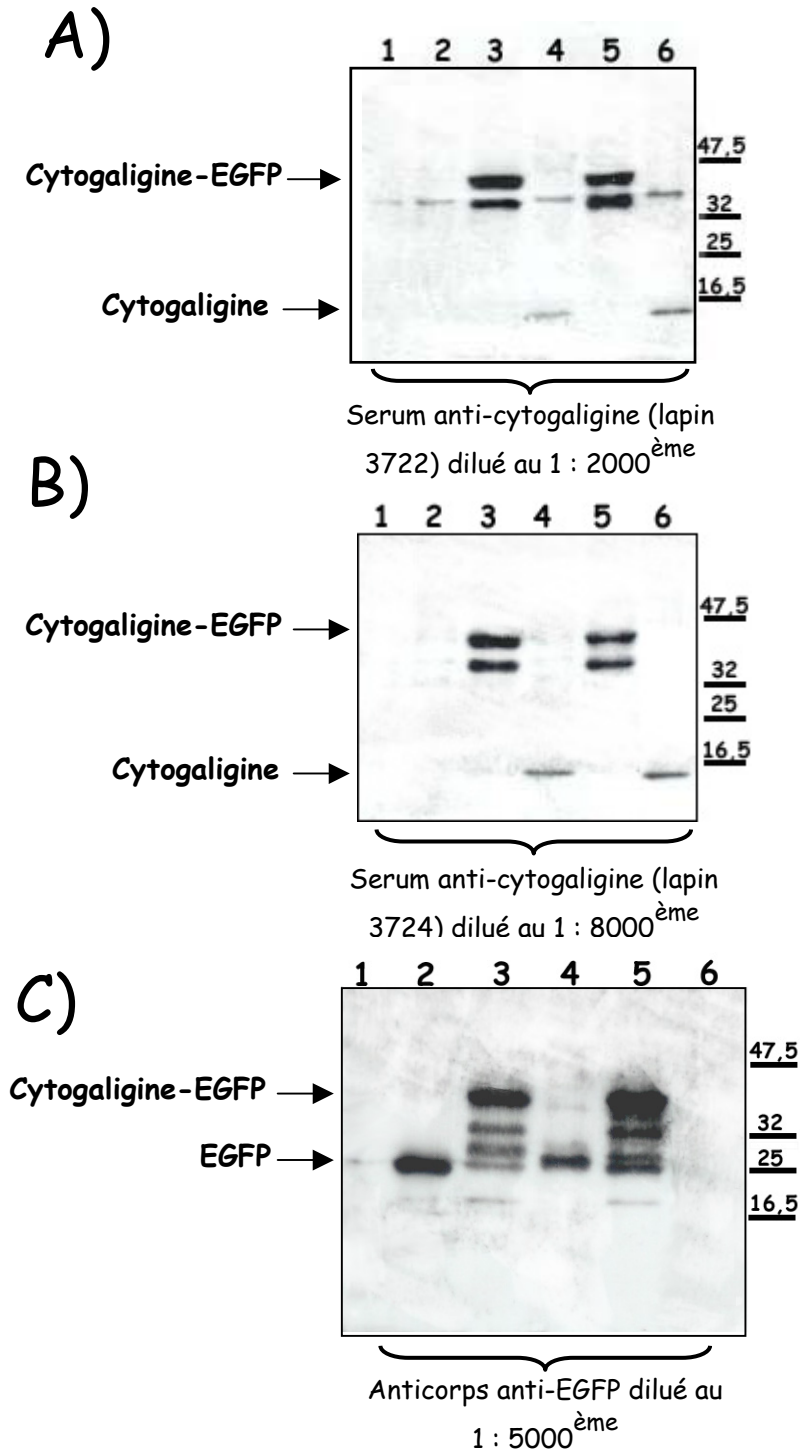 A)
1 2 3 4 5 6
Cytogaligine-EGFP
47,5
32
25
Cytogaligine
16,5
Serum anti-cytogaligine (lapin
3722) dilué au 1 : 2000ème
B)
1 2 3 4 5 6
Cytogaligine-EGFP
47,5
32
25
Cytogaligine
16,5
Serum anti-cytogaligine (lapin
3724) dilué au 1 : 8000ème
C)
1 2 3 4 5 6
47,5
Cytogaligine-EGFP
32
EGFP
25
16,5
Anticorps anti-EGFP dilué au
1 : 5000ème